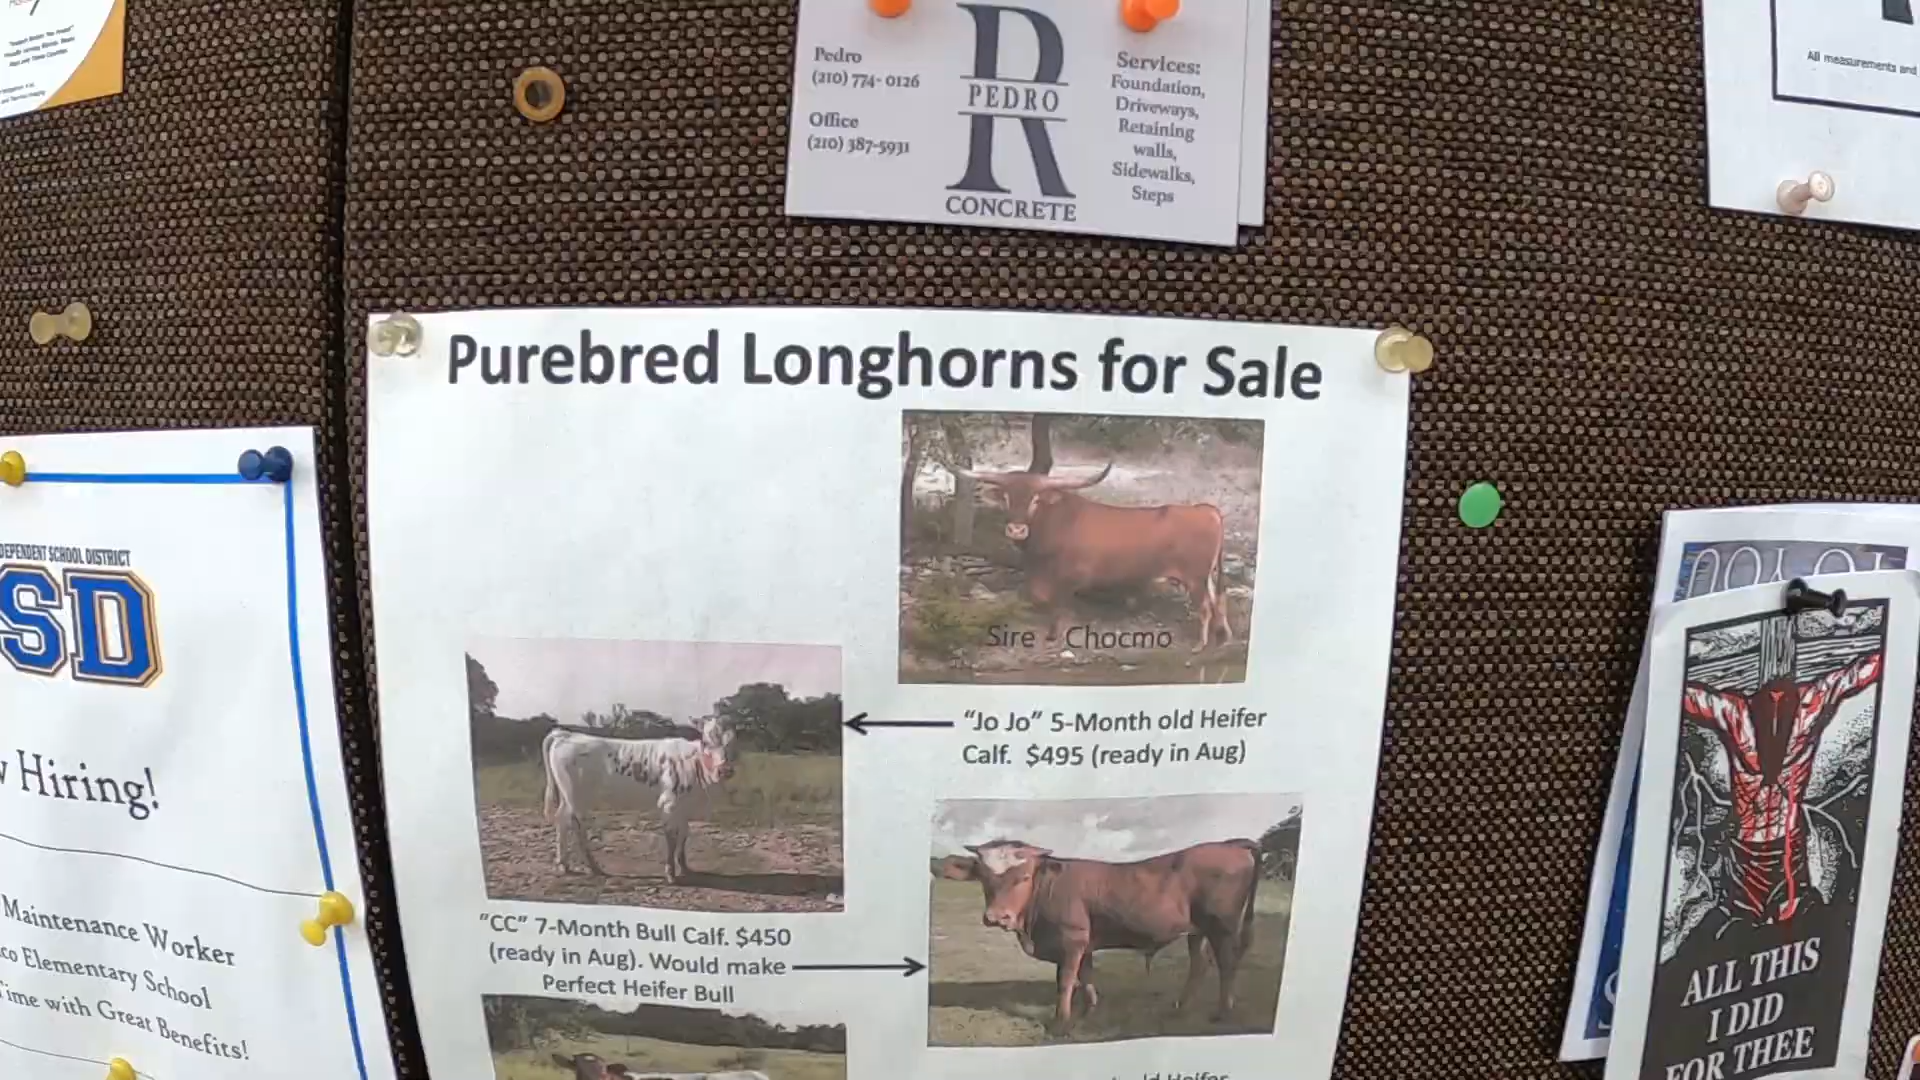 Pedro
(210) 774-0126
Office
(210) 387-5931
R
PEDRO
CONCRETE
Services:
Foundation,
Driveways,
Retaining
walls,
Sidewalks,
Steps
All measurements and
Purebred Longhorns for Sale
Sire - Chocmo
"Jo Jo" 5-Month old Heifer
Calf. $495 (ready in Aug)
"CC" 7-Month Bull Calf. $450
(ready in Aug). Would make
Perfect Heifer Bull
Heifer
SCHOOL DISTRICT
SD
Hiring!
Maintenance Worker
Elementary School
Time with Great Benefits!
ALL THIS
I DID
FOR THEE